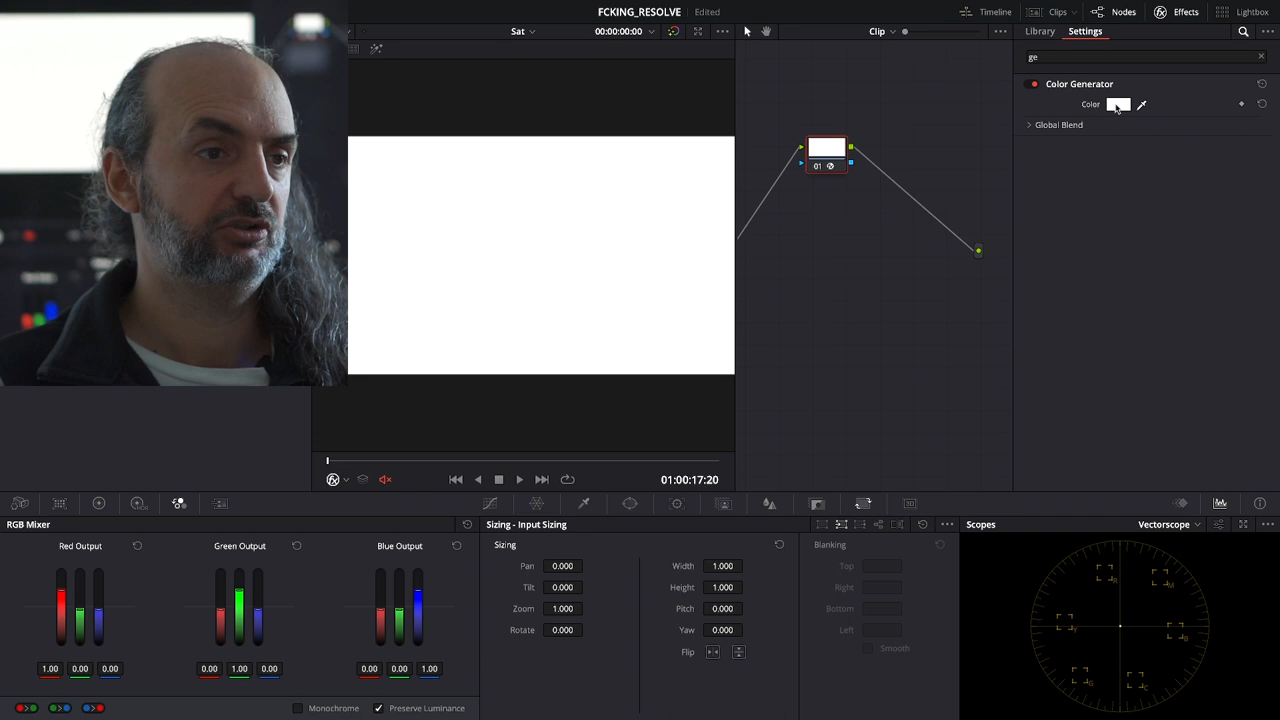 FCKING_RESOLVE
Edited
Timeline
Clips
Nodes
Effects
Lightbox
Sat
00:00:00:00
Clip
Library
Settings
ge
Color Generator
Color
Global Blend
01
01:00:17:20
RGB Mixer
Sizing - Input Sizing
Scopes
Vectorscope
Red Output
Green Output
Blue Output
Sizing
Blanking
Pan 0.000
Width 1.000
Top
Tilt 0.000
Height 1.000
Right
Zoom 1.000
Pitch 0.000
Bottom
Rotate 0.000
Yaw 0.000
Left
Flip
Smooth
1.00 0.00 0.00
0.00 1.00 0.00
0.00 0.00 1.00
Monochrome
Preserve Luminance
R
M
Y
B
G
C